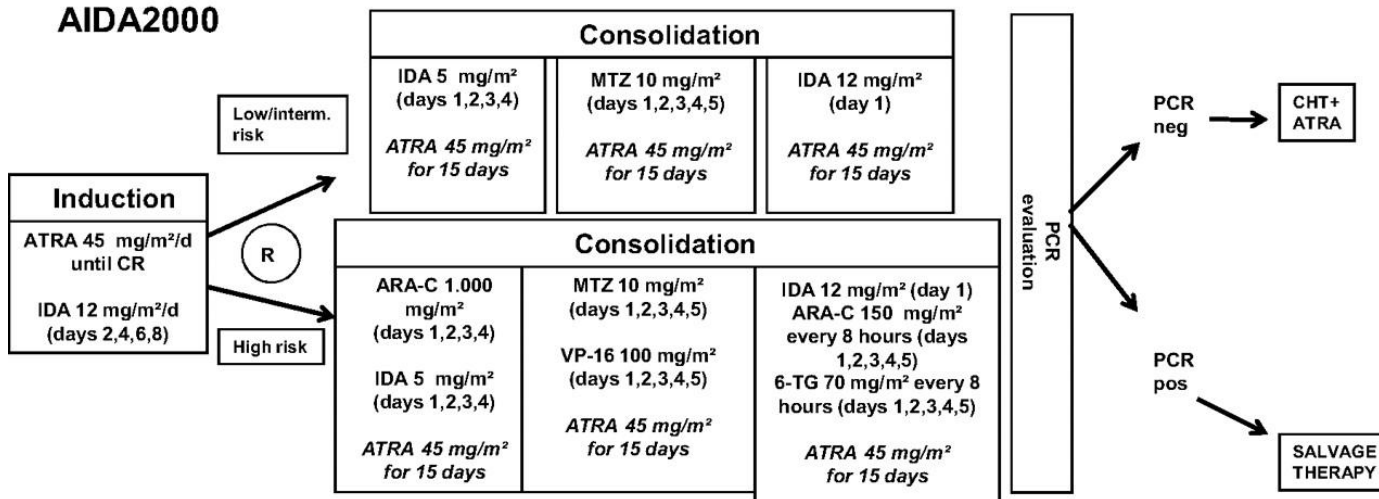 AIDA2000
Induction
ATRA 45 mg/m²/d
until CR
IDA 12 mg/m²/d
(days 2,4,6,8)
R
Low/interm.
risk
High risk
Consolidation
IDA 5 mg/m²
(days 1,2,3,4)
ATRA 45 mg/m²
for 15 days
MTZ 10 mg/m²
(days 1,2,3,4,5)
ATRA 45 mg/m²
for 15 days
IDA 12 mg/m²
(day 1)
ATRA 45 mg/m²
for 15 days
Consolidation
ARA-C 1.000
mg/m²
(days 1,2,3,4)
IDA 5 mg/m²
(days 1,2,3,4)
ATRA 45 mg/m²
for 15 days
MTZ 10 mg/m²
(days 1,2,3,4,5)
VP-16 100 mg/m²
(days 1,2,3,4,5)
ATRA 45 mg/m²
for 15 days
IDA 12 mg/m² (day 1)
ARA-C 150 mg/m²
every 8 hours (days
1,2,3,4,5)
6-TG 70 mg/m² every 8
hours (days 1,2,3,4,5)
ATRA 45 mg/m²
for 15 days
PCR
evaluation
PCR
neg
CHT+
ATRA
PCR
pos
SALVAGE
THERAPY